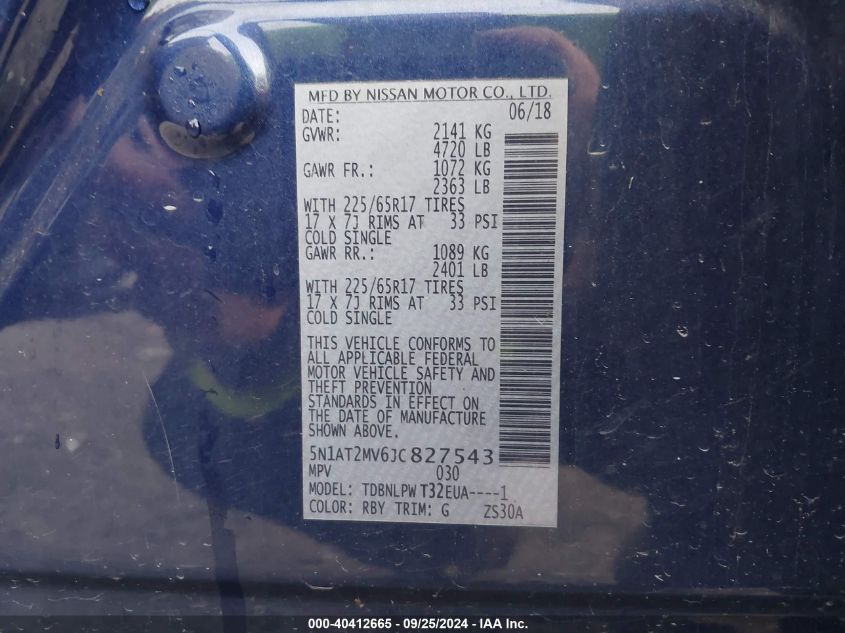 MFD BY NISSAN MOTOR CO., LTD.
DATE: 06/18
GVWR: 2141 KG
4720 LB
GAWR FR.: 1072 KG
2363 LB
WITH 225/65R17 TIRES
17 X 7J RIMS AT 33 PSI
COLD SINGLE
GAWR RR.: 1089 KG
2401 LB
WITH 225/65R17 TIRES
17 X 7J RIMS AT 33 PSI
COLD SINGLE
THIS VEHICLE CONFORMS TO
ALL APPLICABLE FEDERAL
MOTOR VEHICLE SAFETY AND
THEFT PREVENTION
STANDARDS IN EFFECT ON
THE DATE OF MANUFACTURE
SHOWN ABOVE.
5N1AT2MV6JC827543
MPV 030
MODEL: TDBNLPW T32EUA----1
COLOR: RBY TRIM: G ZS30A
000-40412665 - 09/25/2024 - IAA Inc.